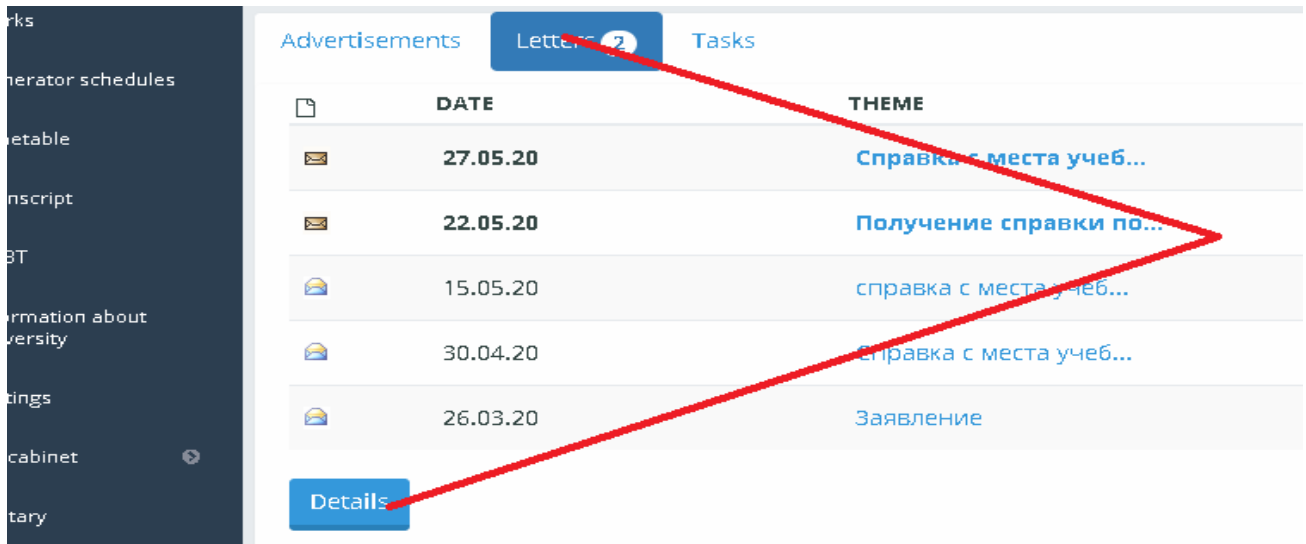 rks
nerator schedules
netable
nscript
BT
ormation about
versity
tings
cabinet
tary
Advertisements Letters 2 Tasks
DATE THEME
27.05.20 Справка с места учеб...
22.05.20 Получение справки по...
15.05.20 справка с места учеб...
30.04.20 Справка с места учеб...
26.03.20 Заявление
Details